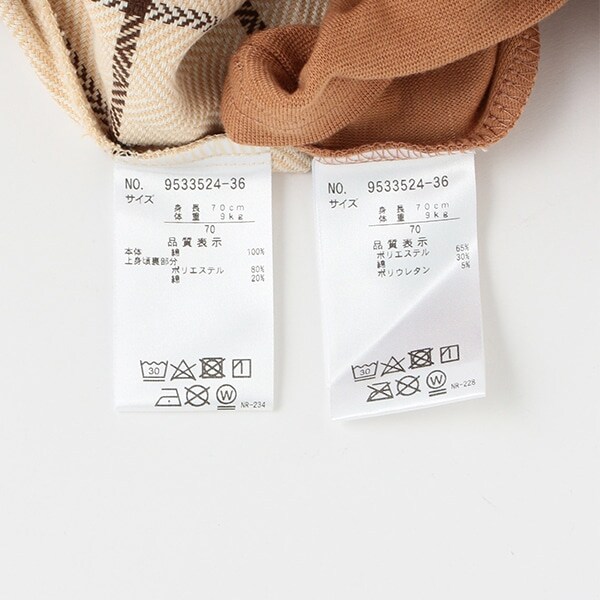 NO. 9533524-36
サイズ
身長 70cm
体重 9kg
70
品質表示
本体 綿 100%
上身頃裏部分
ポリエステル 80%
綿 20%
30
W
NR-234
NO. 9533524-36
サイズ
身長 70cm
体重 9kg
70
品質表示
綿 65%
ポリエステル 30%
ポリウレタン 5%
30
W
NR-228